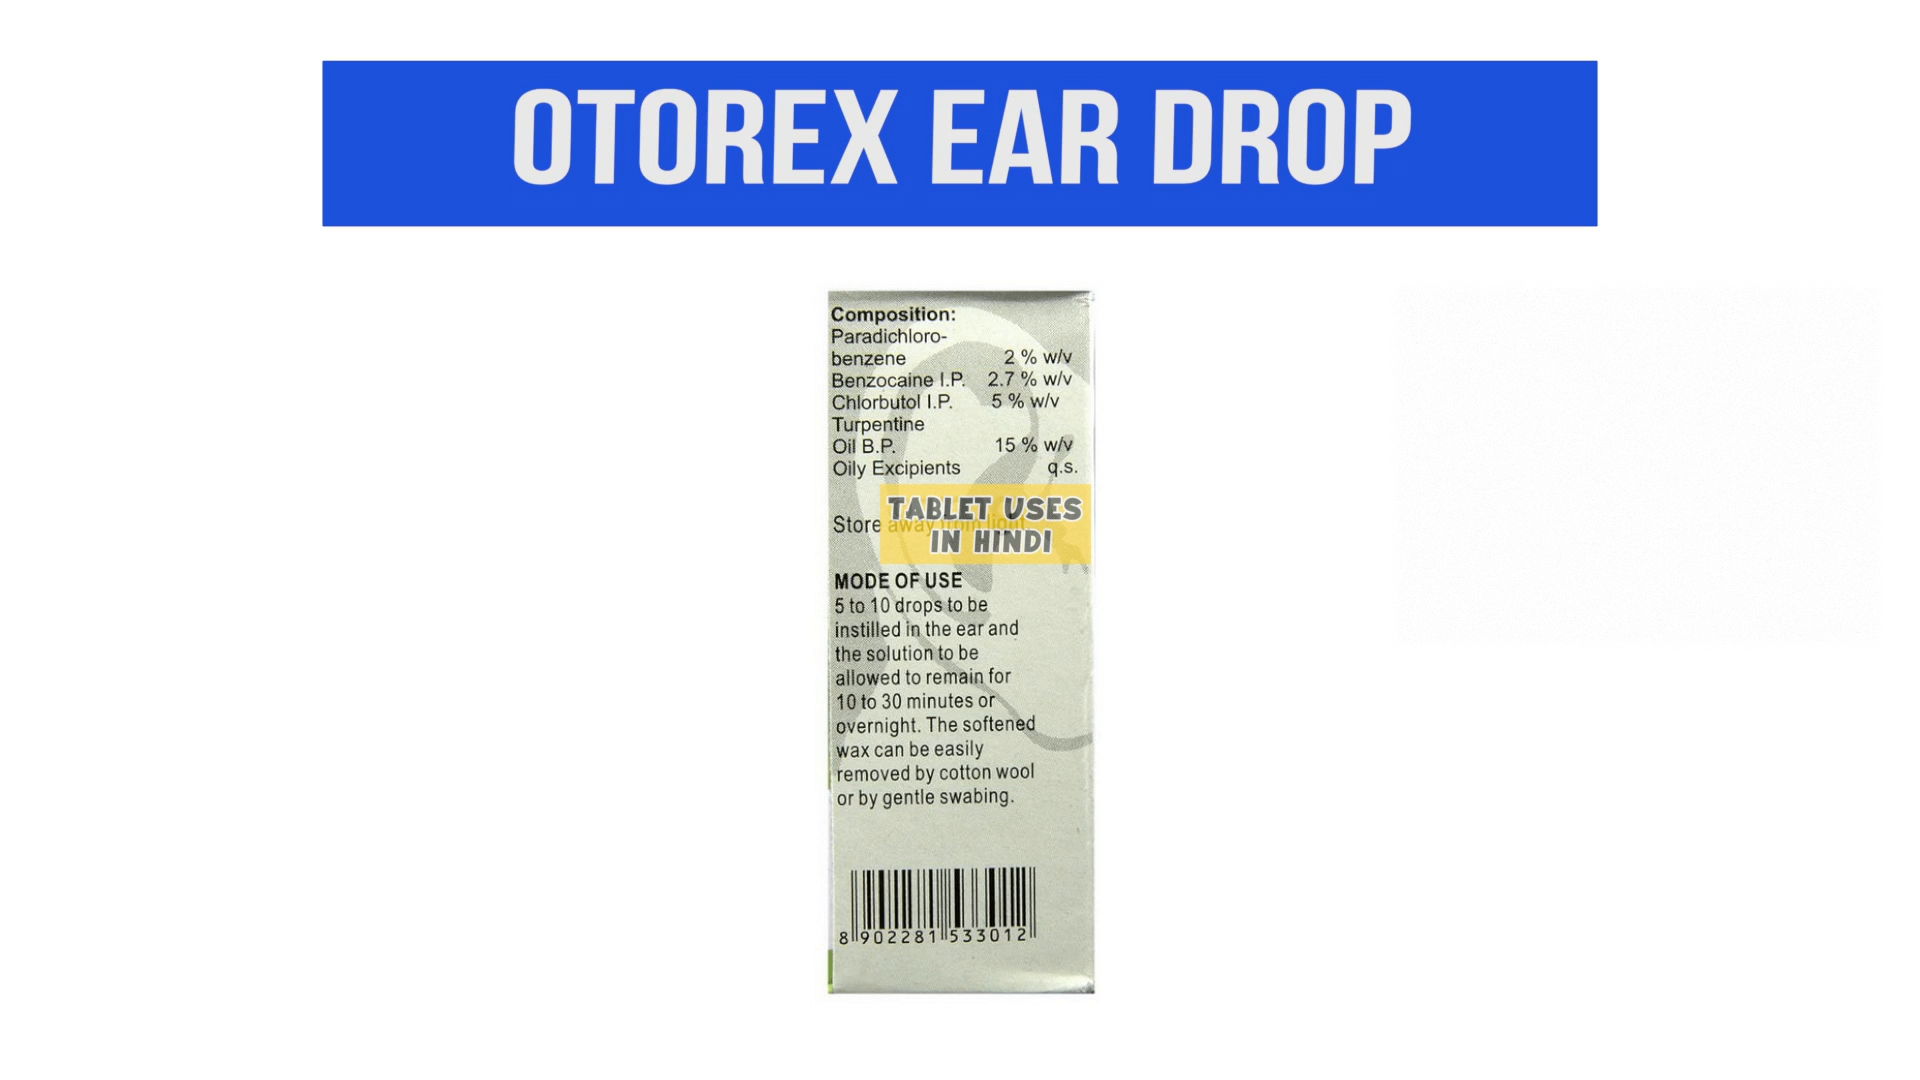 OTOREX EAR DROP
Composition:
Paradichloro-
benzene 2 % w/v
Benzocaine I.P. 2.7 % w/v
Chlorbutol I.P. 5 % w/v
Turpentine
Oil B.P. 15 % w/v
Oily Excipients q.s.
Store away from light
TABLET USES
IN HINDI
MODE OF USE
5 to 10 drops to be
instilled in the ear and
the solution to be
allowed to remain for
10 to 30 minutes or
overnight. The softened
wax can be easily
removed by cotton wool
or by gentle swabing.
8 902281 533012